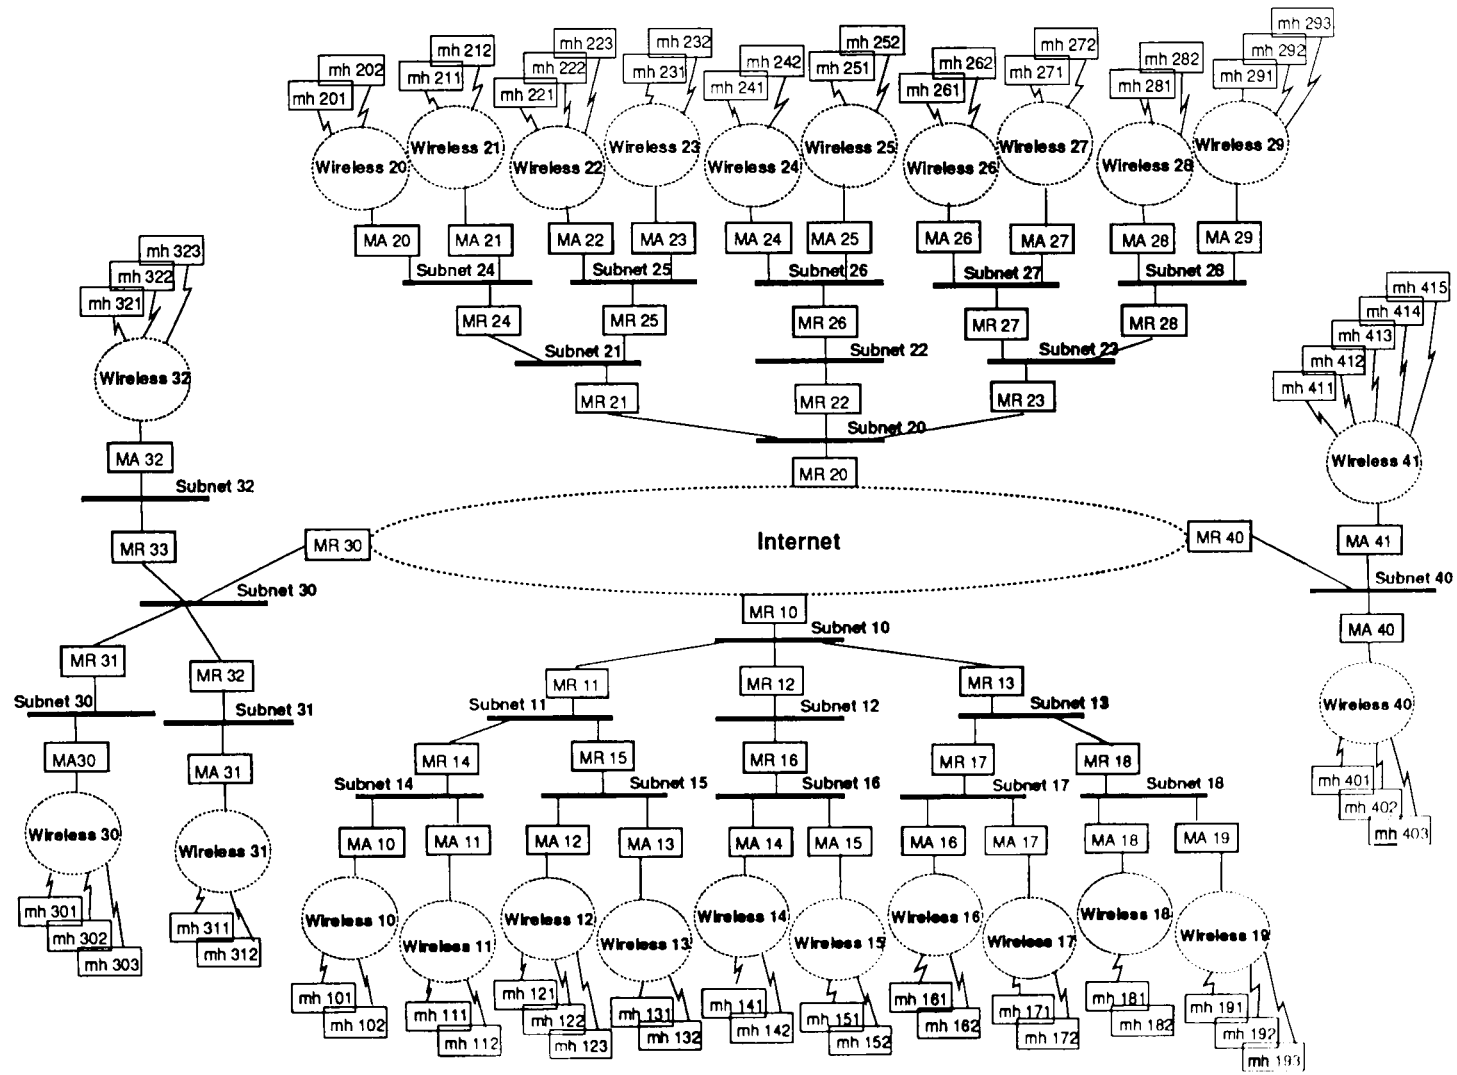 mh 293
mh 292
mh 291
mh 223
mh 222
mh 221
mh 232
mh 231
mh 252
mh 251
mh 272
mh 271
mh 212
mh 211
mh 202
mh 201
mh 242
mh 241
mh 262
mh 261
mh 282
mh 281
Wireless 20
Wireless 21
Wireless 22
Wireless 23
Wireless 24
Wireless 25
Wireless 26
Wireless 27
Wireless 28
Wireless 29
MA 20
MA 21
MA 22
MA 23
MA 24
MA 25
MA 26
MA 27
MA 28
MA 29
Subnet 24
Subnet 25
Subnet 26
Subnet 27
Subnet 28
MR 24
MR 25
MR 26
MR 27
MR 28
Subnet 21
Subnet 22
Subnet 23
MR 21
MR 22
MR 23
Subnet 20
MR 20
mh 323
mh 322
mh 321
Wireless 32
MA 32
Subnet 32
MR 33
MR 30
Internet
MR 40
mh 415
mh 414
mh 413
mh 412
mh 411
Wireless 41
MA 41
Subnet 40
MA 40
Wireless 40
mh 401
mh 402
mh 403
Subnet 30
MR 31
MR 32
Subnet 30
Subnet 31
MA30
MA 31
Wireless 30
Wireless 31
mh 301
mh 302
mh 303
mh 311
mh 312
MR 10
Subnet 10
MR 11
MR 12
MR 13
Subnet 11
Subnet 12
Subnet 13
MR 14
MR 15
MR 16
MR 17
MR 18
Subnet 14
Subnet 15
Subnet 16
Subnet 17
Subnet 18
MA 10
MA 11
MA 12
MA 13
MA 14
MA 15
MA 16
MA 17
MA 18
MA 19
Wireless 10
Wireless 11
Wireless 12
Wireless 13
Wireless 14
Wireless 15
Wireless 16
Wireless 17
Wireless 18
Wireless 19
mh 101
mh 102
mh 111
mh 112
mh 121
mh 122
mh 123
mh 131
mh 132
mh 141
mh 142
mh 151
mh 152
mh 161
mh 162
mh 171
mh 172
mh 181
mh 182
mh 191
mh 192
mh 193